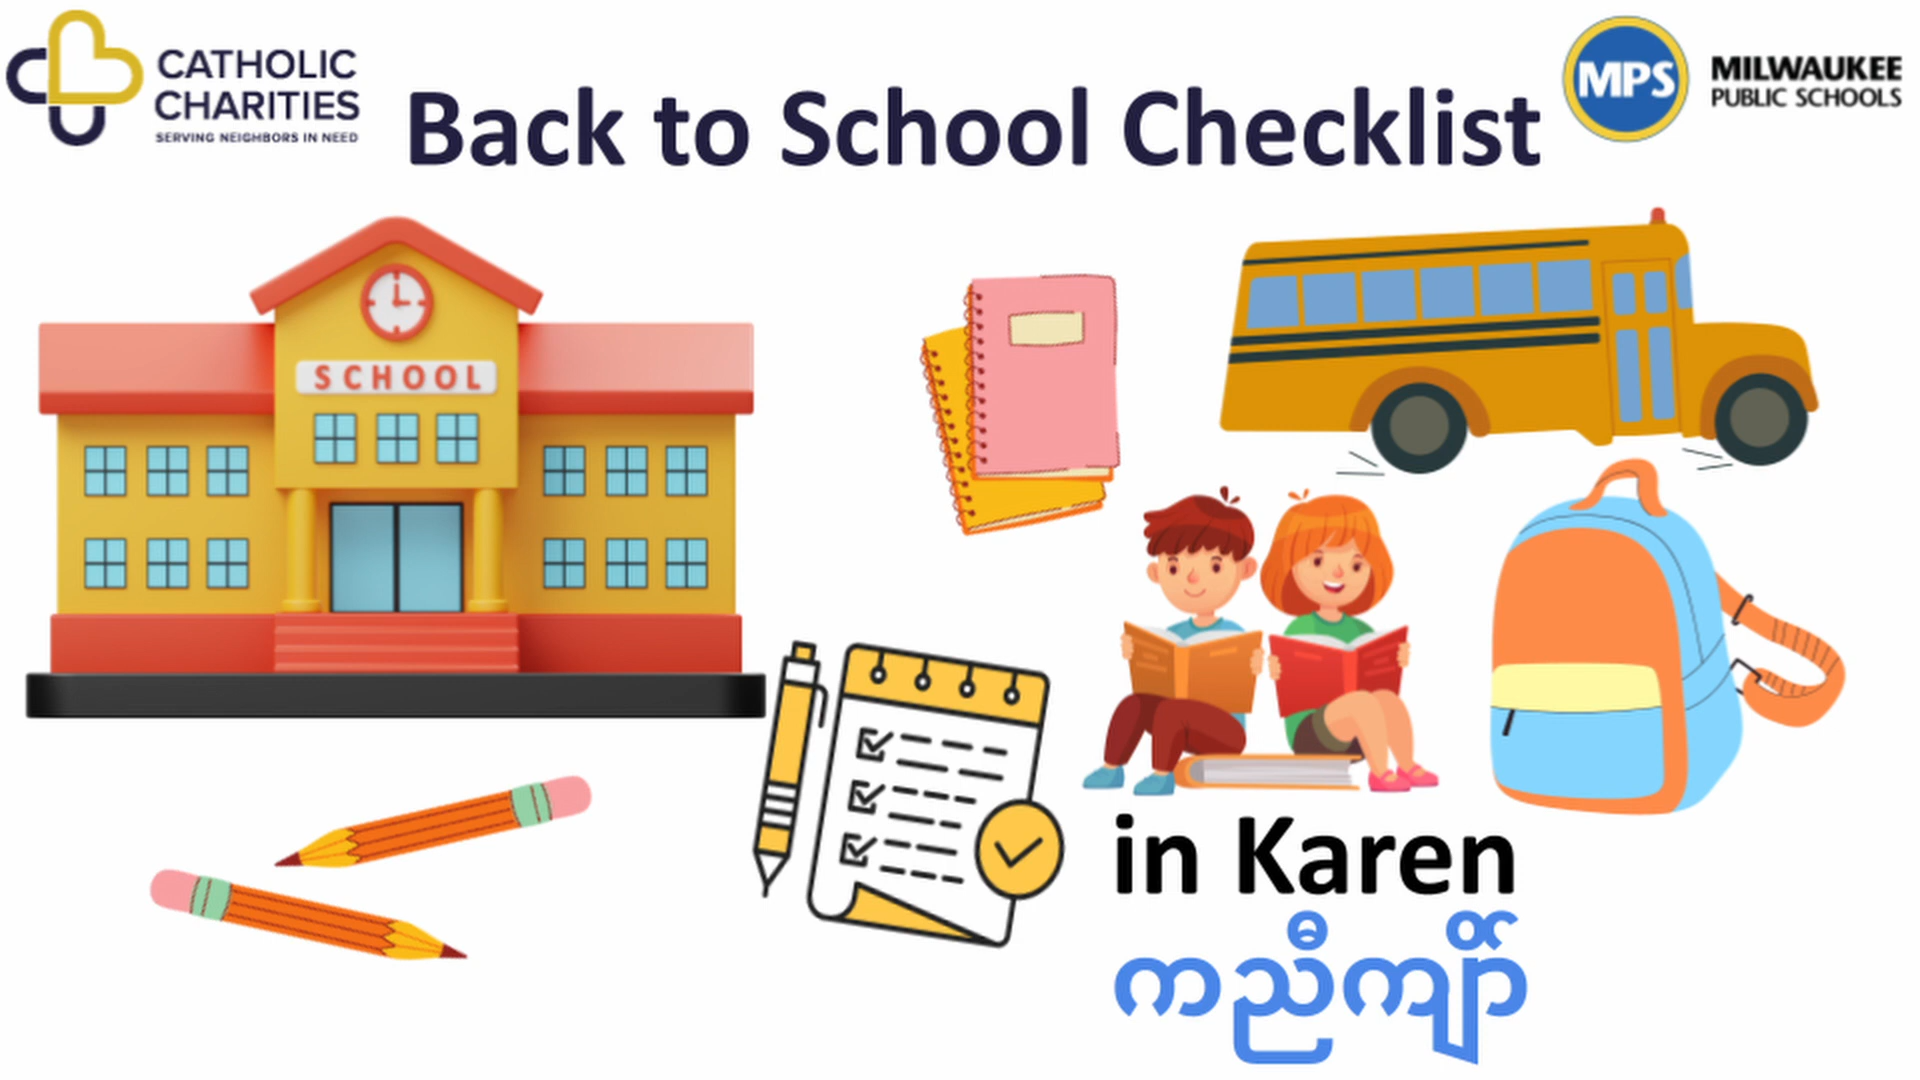 CATHOLIC
CHARITIES
SERVING NEIGHBORS IN NEED
Back to School Checklist
MPS
MILWAUKEE
PUBLIC SCHOOLS
SCHOOL
in Karen
ကညီကျိာ်